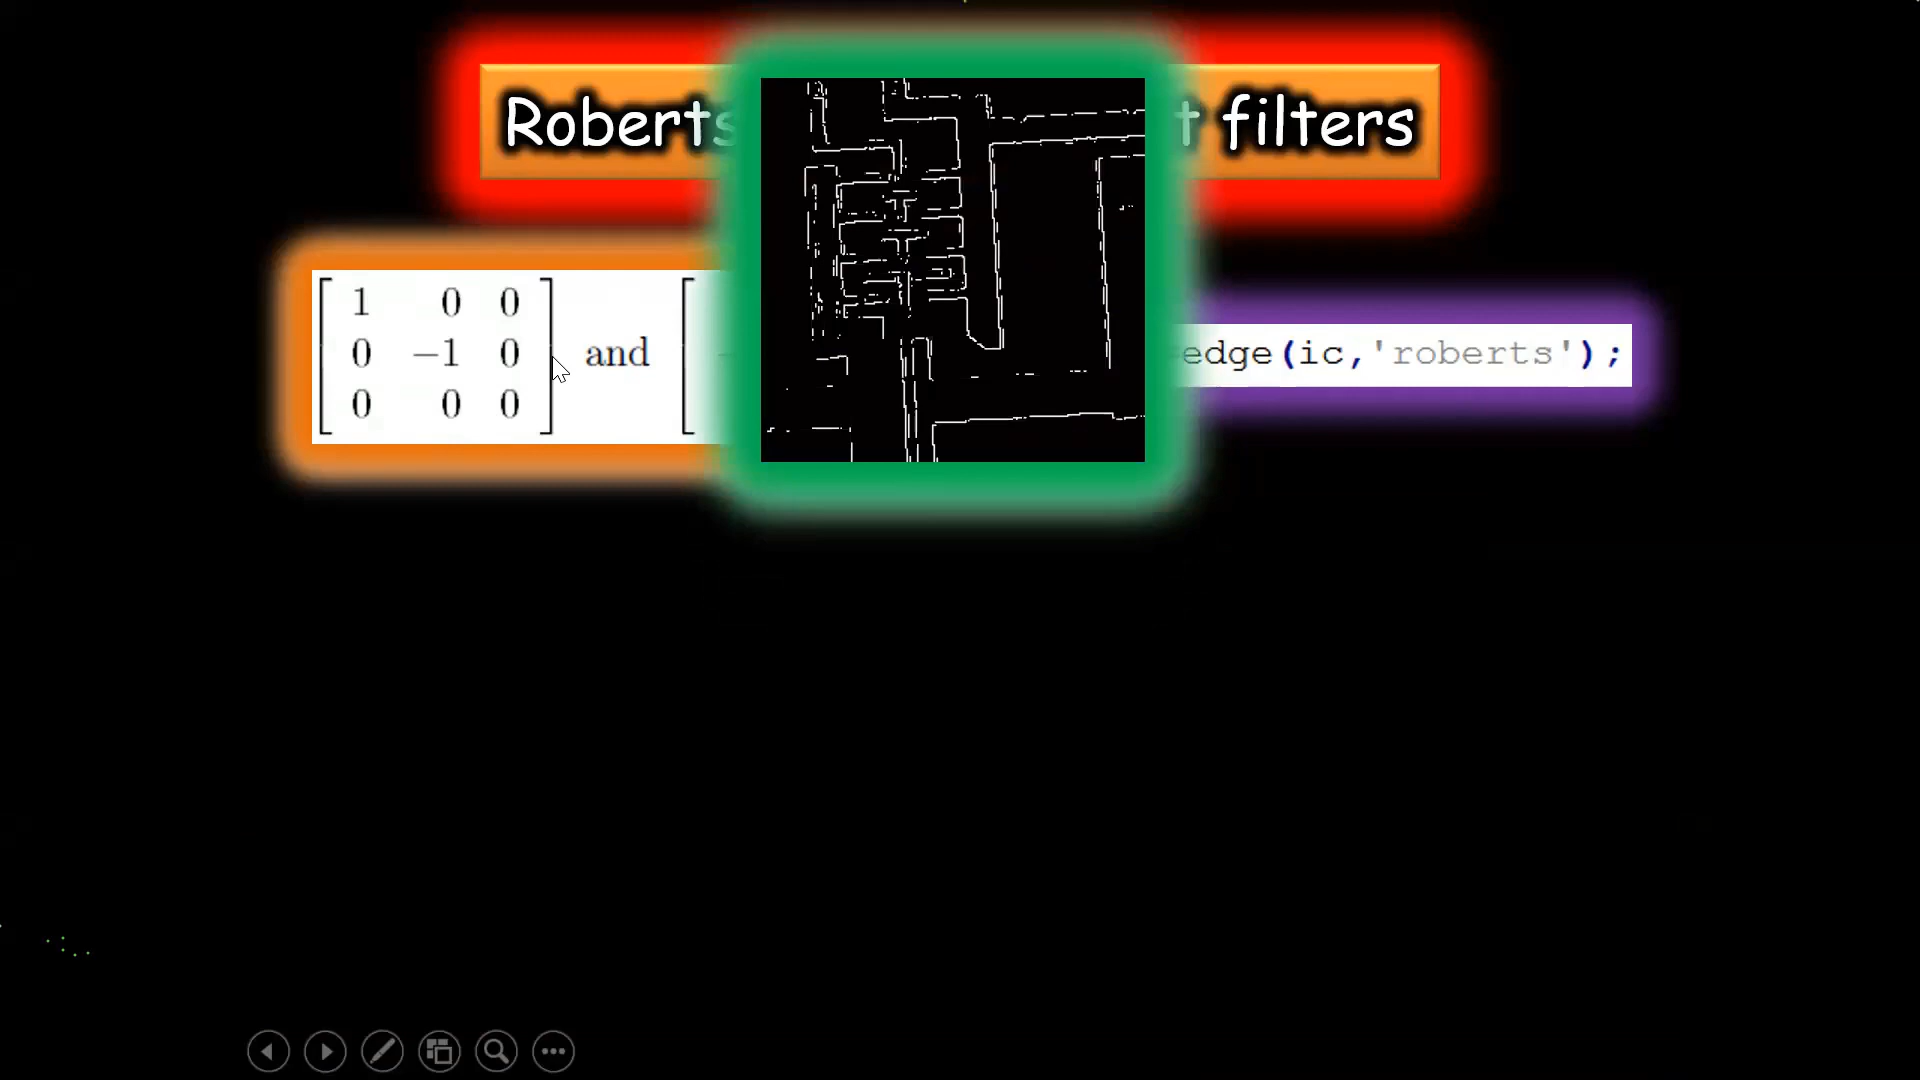 Roberts t filters
1 0 0
0 −1 0 and
0 0 0
edge(ic,'roberts');